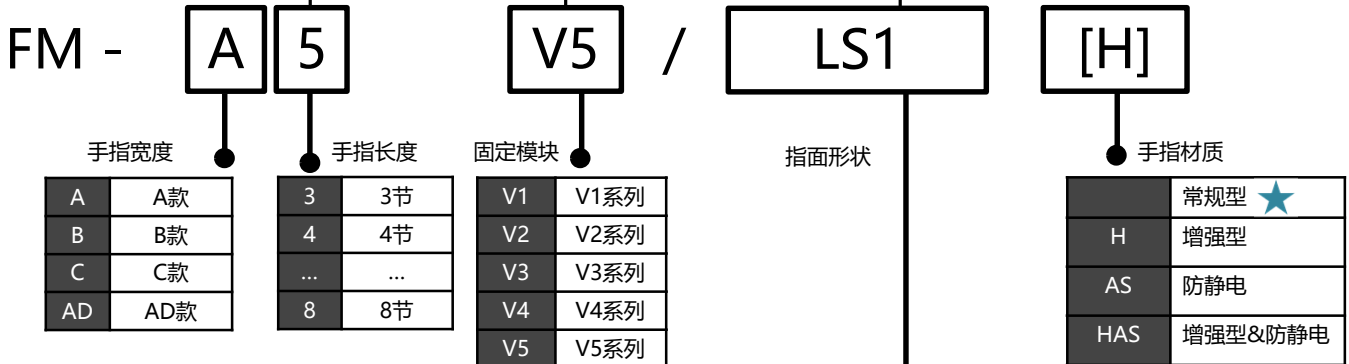 FM - A 5 V5 / LS1 [H]
手指宽度
A A款
B B款
C C款
AD AD款
手指长度
3 3节
4 4节
... ...
8 8节
固定模块
V1 V1系列
V2 V2系列
V3 V3系列
V4 V4系列
V5 V5系列
指面形状
手指材质
常规型
H 增强型
AS 防静电
HAS 增强型&防静电